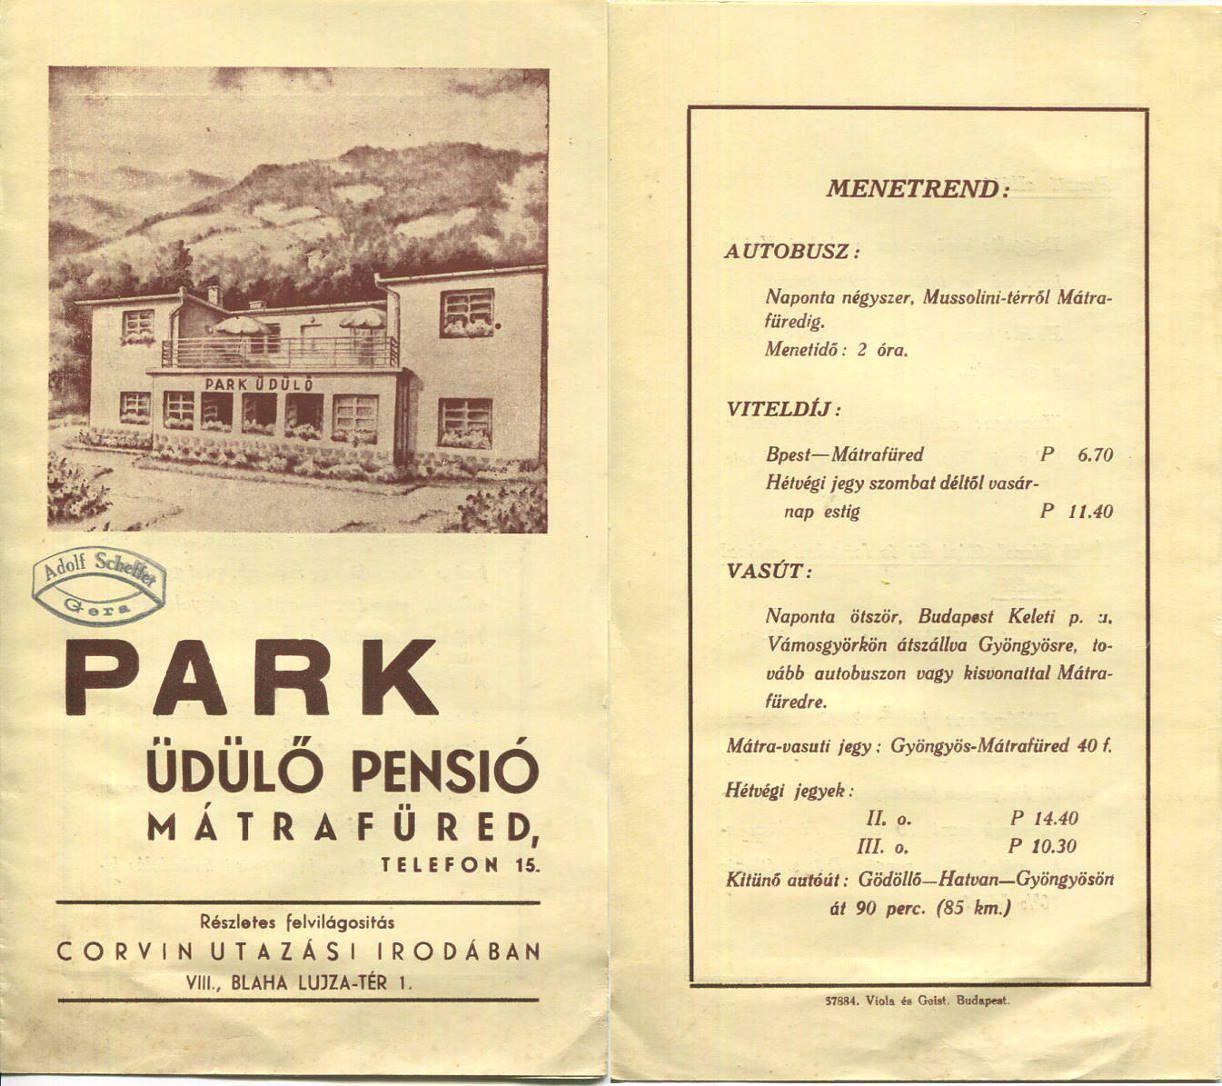 PARK ÜDÜLŐ
Adolf Scheffer
Gera
PARK
ÜDÜLŐ PENSIÓ
MÁTRAFÜRED,
TELEFON 15.
Részletes felvilágositás
CORVIN UTAZÁSI IRODÁBAN
VIII., BLAHA LUJZA-TÉR 1.
MENETREND:
AUTOBUSZ:
Naponta négyszer, Mussolini-térről Mátra-
füredig.
Menetidő: 2 óra.
VITELDÍJ:
Bpest—Mátrafüred P 6.70
Hétvégi jegy szombat déltől vasár-
nap estig P 11.40
VASÚT:
Naponta ötször, Budapest Keleti p. u.
Vámosgyörkön átszállva Gyöngyösre, to-
vább autobuszon vagy kisvonattal Mátra-
füredre.
Mátra-vasuti jegy: Gyöngyös-Mátrafüred 40 f.
Hétvégi jegyek:
II. o. P 14.40
III. o. P 10.30
Kitünő autóút: Gödöllő—Hatvan—Gyöngyösön
át 90 perc. (85 km.)
57884. Viola és Geist. Budapest.